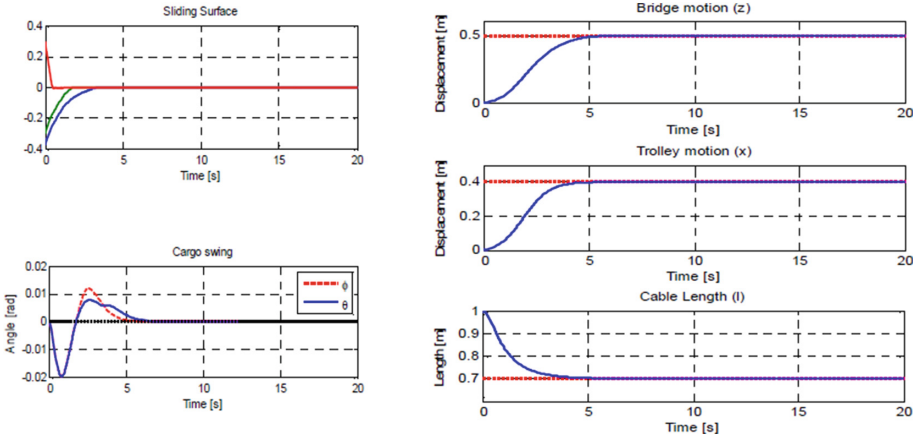 Sliding Surface
0.4
0.2
0
-0.2
-0.4
0 5 10 15 20
Time [s]
Cargo swing
Angle [rad]
0.02
0.01
0
-0.01
-0.02
ϕ
θ
0 5 10 15 20
Time [s]
Bridge motion (z)
Displacement [m]
0.5
0
0 5 10 15 20
Time [s]
Trolley motion (x)
Displacement [m]
0.4
0.2
0
0 5 10 15 20
Time [s]
Cable Length (l)
Length [m]
1
0.9
0.8
0.7
0 5 10 15 20
Time [s]